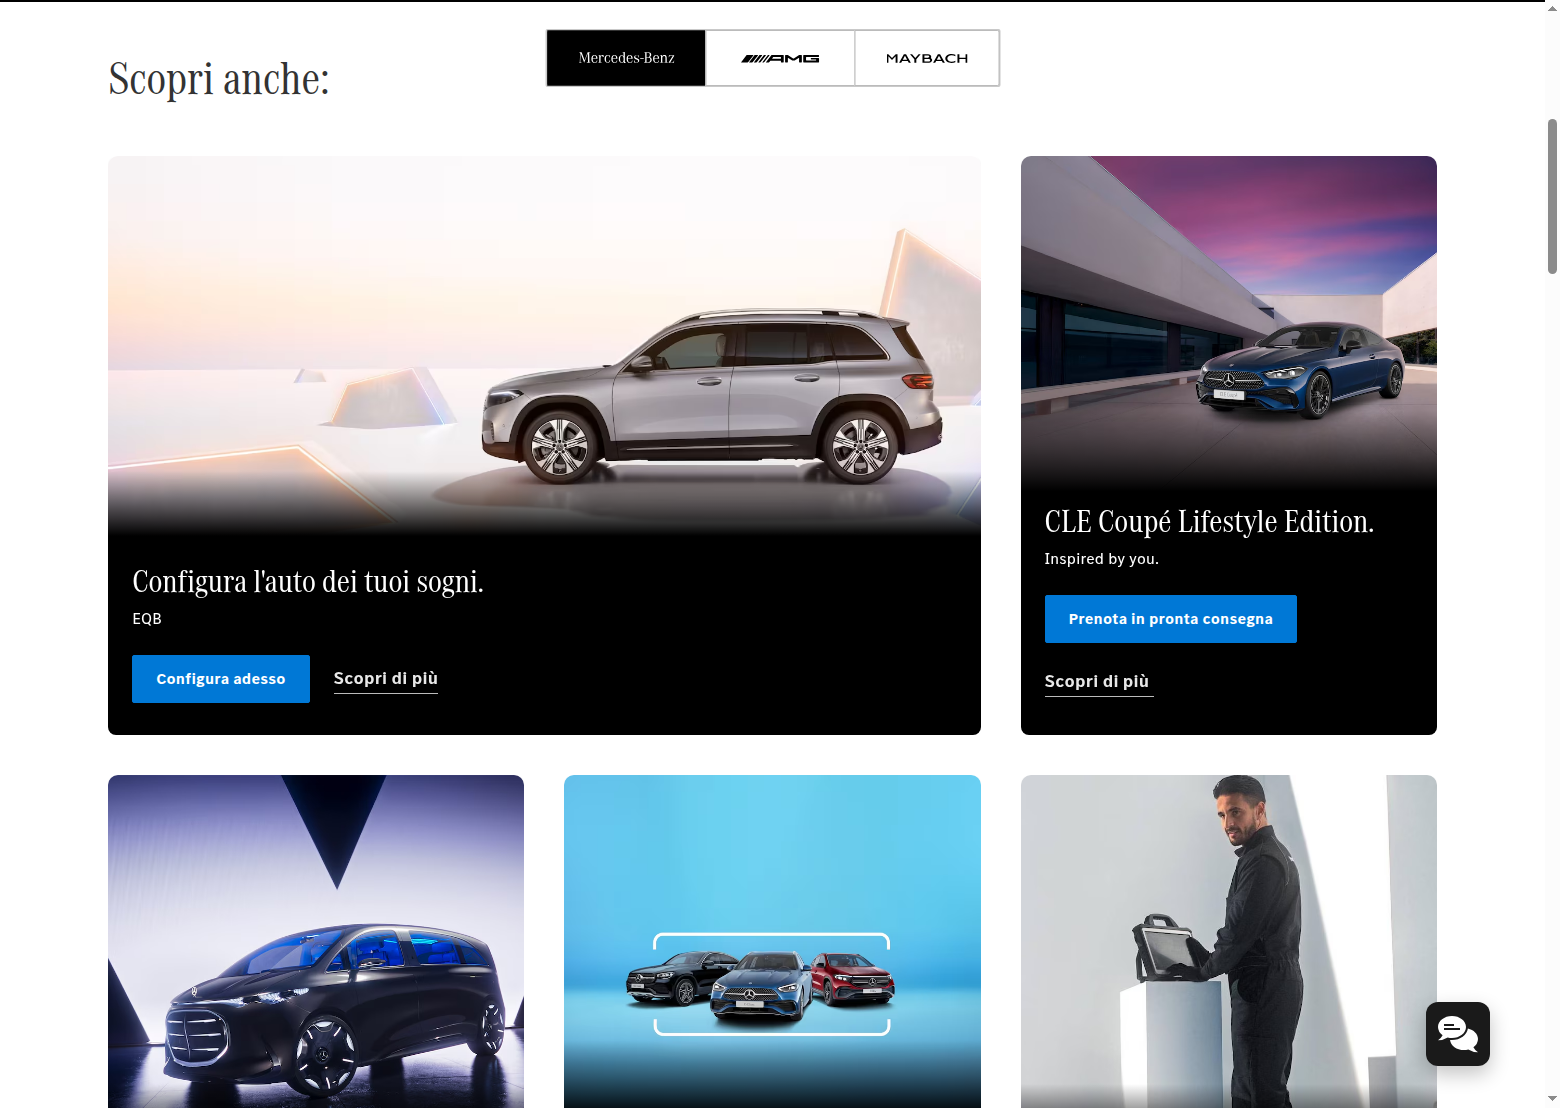 Mercedes-Benz
AMG
MAYBACH
Scopri anche:
Configura l'auto dei tuoi sogni.
EQB
Configura adesso
Scopri di più
CLE Coupé Lifestyle Edition.
Inspired by you.
Prenota in pronta consegna
Scopri di più